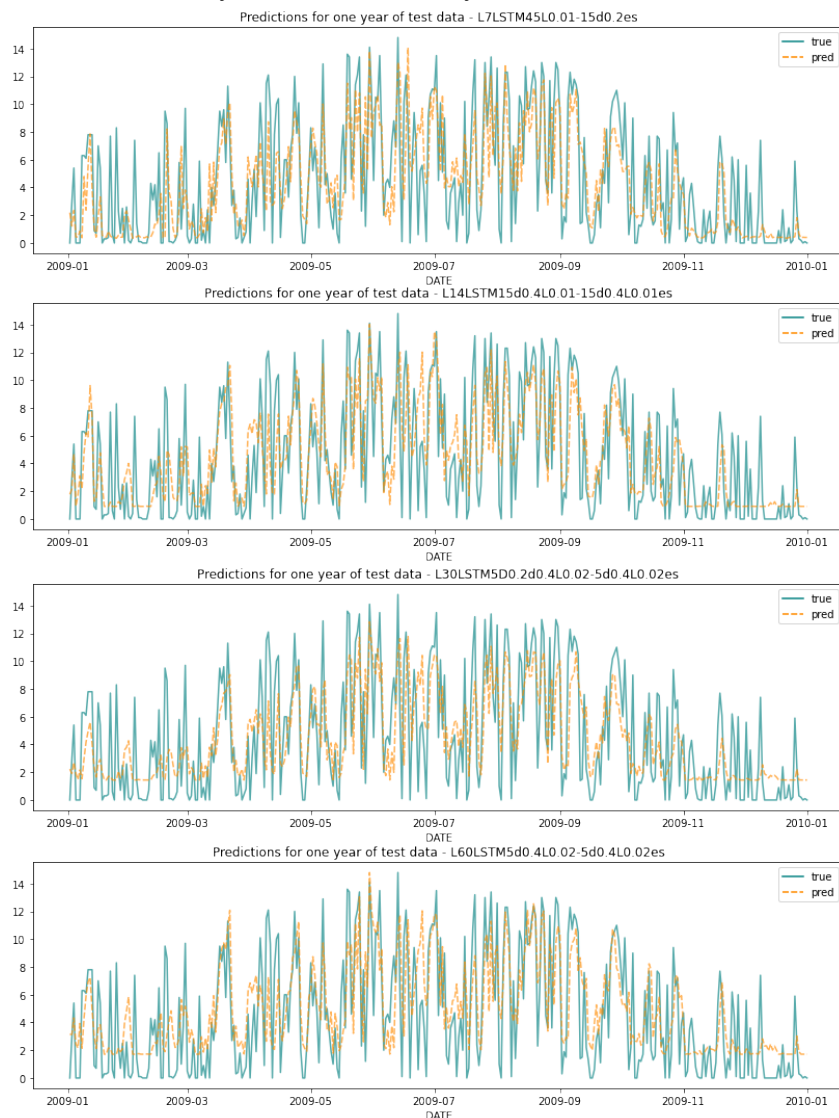 Predictions for one year of test data - L7LSTM45L0.01-15d0.2es
true
pred
14
12
10
8
6
4
2
0
2009-01 2009-03 2009-05 2009-07 2009-09 2009-11 2010-01
DATE
Predictions for one year of test data - L14LSTM15d0.4L0.01-15d0.4L0.01es
true
pred
14
12
10
8
6
4
2
0
2009-01 2009-03 2009-05 2009-07 2009-09 2009-11 2010-01
DATE
Predictions for one year of test data - L30LSTM5D0.2d0.4L0.02-5d0.4L0.02es
true
pred
14
12
10
8
6
4
2
0
2009-01 2009-03 2009-05 2009-07 2009-09 2009-11 2010-01
DATE
Predictions for one year of test data - L60LSTM5d0.4L0.02-5d0.4L0.02es
true
pred
14
12
10
8
6
4
2
0
2009-01 2009-03 2009-05 2009-07 2009-09 2009-11 2010-01
DATE